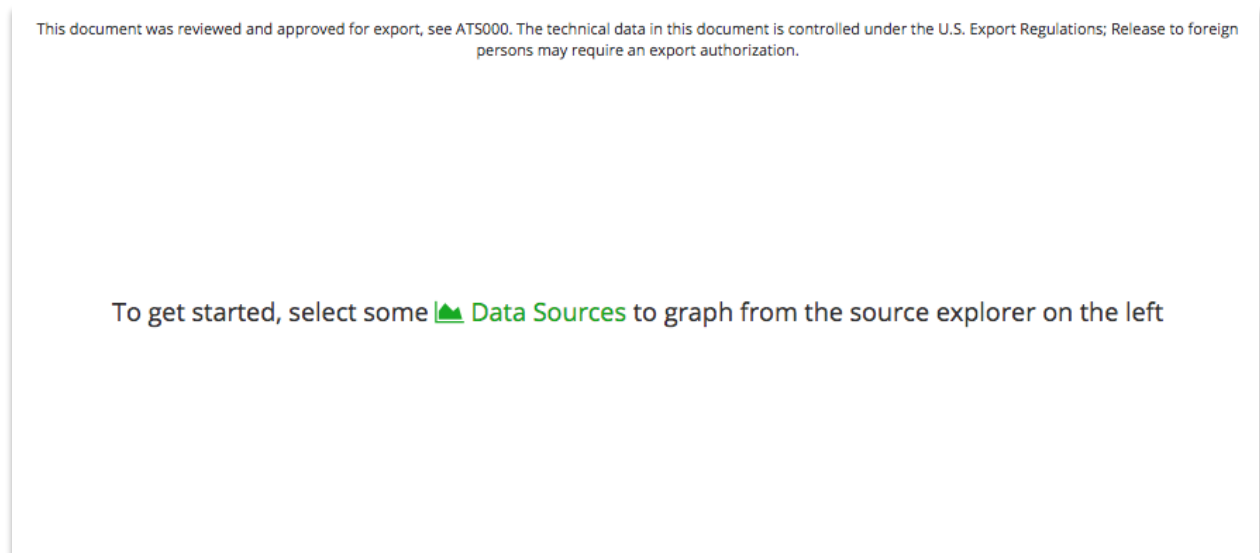 This document was reviewed and approved for export, see ATS000. The technical data in this document is controlled under the U.S. Export Regulations; Release to foreign
persons may require an export authorization.
To get started, select some Data Sources to graph from the source explorer on the left